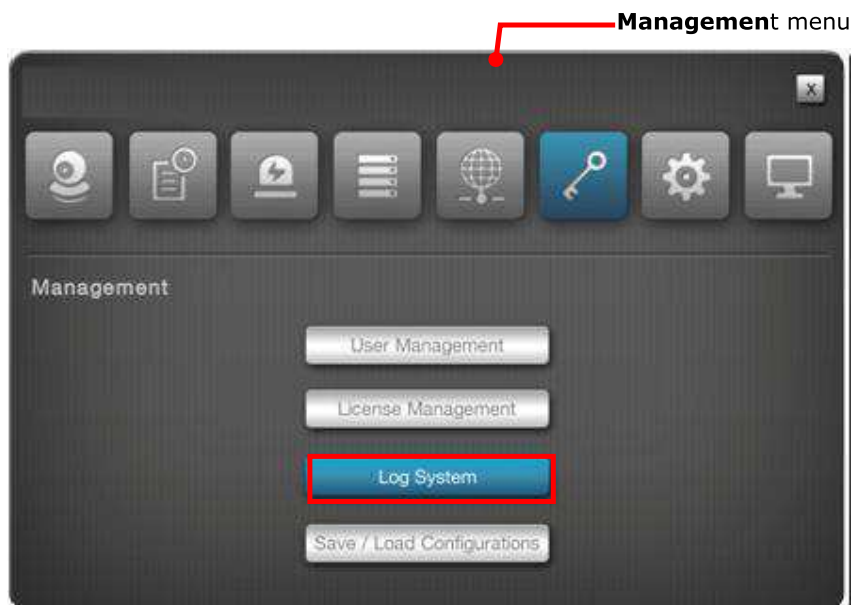 Management menu
X
Management
User Management
License Management
Log System
Save / Load Configurations